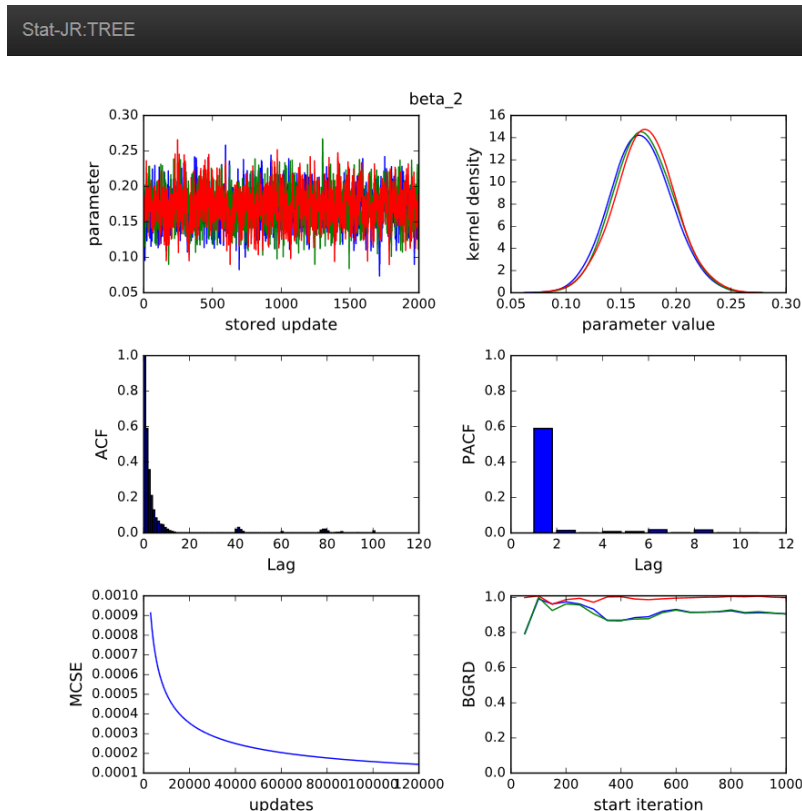 Stat-JR:TREE
beta_2
0.30
0.25
0.20
0.15
0.10
0.05
0 500 1000 1500 2000
parameter
stored update
16
14
12
10
8
6
4
2
0
0.05 0.10 0.15 0.20 0.25 0.30
kernel density
parameter value
1.0
0.8
0.6
0.4
0.2
0.0
0 20 40 60 80 100 120
ACF
Lag
1.0
0.8
0.6
0.4
0.2
0.0
0 2 4 6 8 10 12
PACF
Lag
0.0010
0.0009
0.0008
0.0007
0.0006
0.0005
0.0004
0.0003
0.0002
0.0001
0 20000 40000 60000 80000 100000 120000
MCSE
updates
1.0
0.8
0.6
0.4
0.2
0.0
0 200 400 600 800 1000
BGRD
start iteration